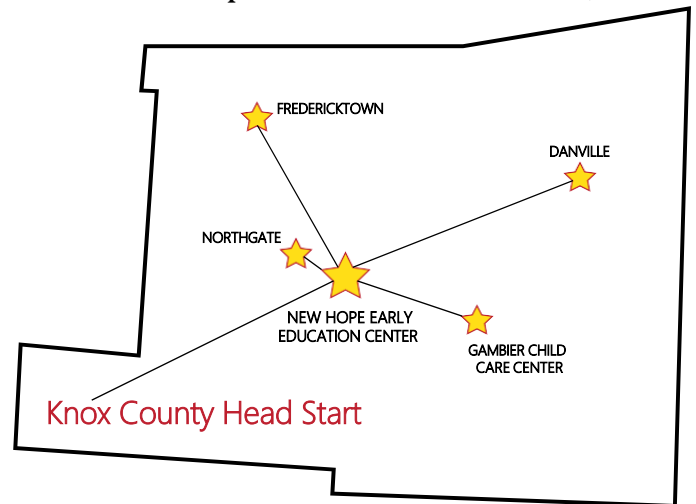 FREDERICKTOWN
DANVILLE
NORTHGATE
NEW HOPE EARLY
EDUCATION CENTER
GAMBIER CHILD
CARE CENTER
Knox County Head Start